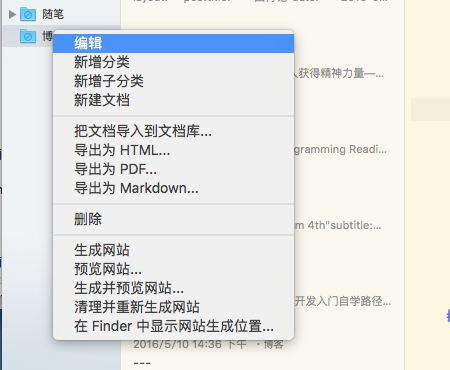 随笔
博
编辑
新增分类
新增子分类
新建文档
把文档导入到文档库...
导出为 HTML...
导出为 PDF...
导出为 Markdown...
删除
生成网站
预览网站...
生成并预览网站...
清理并重新生成网站
在 Finder 中显示网站生成位置...
人获得精神力量—...
ogramming Readi...
m 4th"subtitle:...
开发入门自学路径...
2016/5/10 14:36 下午 · 博客
---